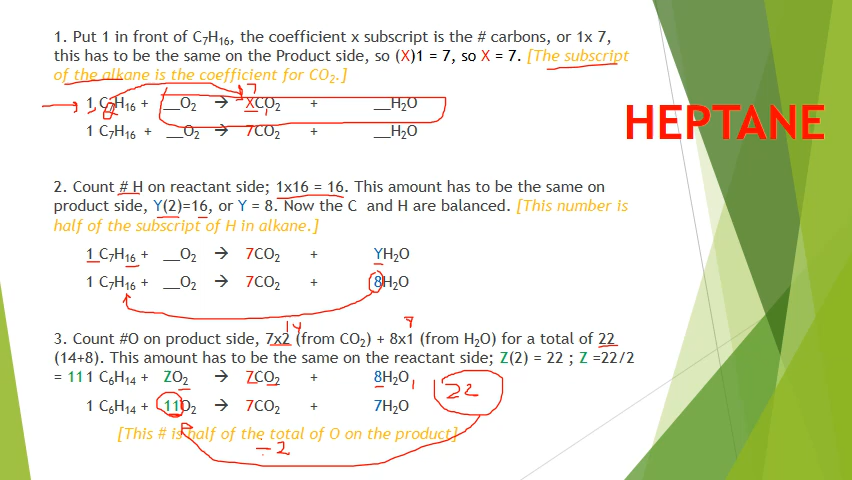 1. Put 1 in front of C₇H₁₆, the coefficient x subscript is the # carbons, or 1x 7,
this has to be the same on the Product side, so (X)1 = 7, so X = 7. [The subscript
of the alkane is the coefficient for CO₂.]
7
1 C₇H₁₆ + __O₂ → XCO₂ + __H₂O
1 C₇H₁₆ + __O₂ → 7CO₂ + __H₂O
HEPTANE
2. Count # H on reactant side; 1x16 = 16. This amount has to be the same on
product side, Y(2)=16, or Y = 8. Now the C and H are balanced. [This number is
half of the subscript of H in alkane.]
1 C₇H₁₆ + __O₂ → 7CO₂ + YH₂O
1 C₇H₁₆ + __O₂ → 7CO₂ + 8H₂O
14 8
3. Count #O on product side, 7x2 (from CO₂) + 8x1 (from H₂O) for a total of 22
(14+8). This amount has to be the same on the reactant side; Z(2) = 22 ; Z =22/2
= 111 C₆H₁₄ + ZO₂ → 7CO₂ + 8H₂O
22
1 C₆H₁₄ + 11O₂ → 7CO₂ + 7H₂O
[This # is half of the total of O on the product]
÷ 2